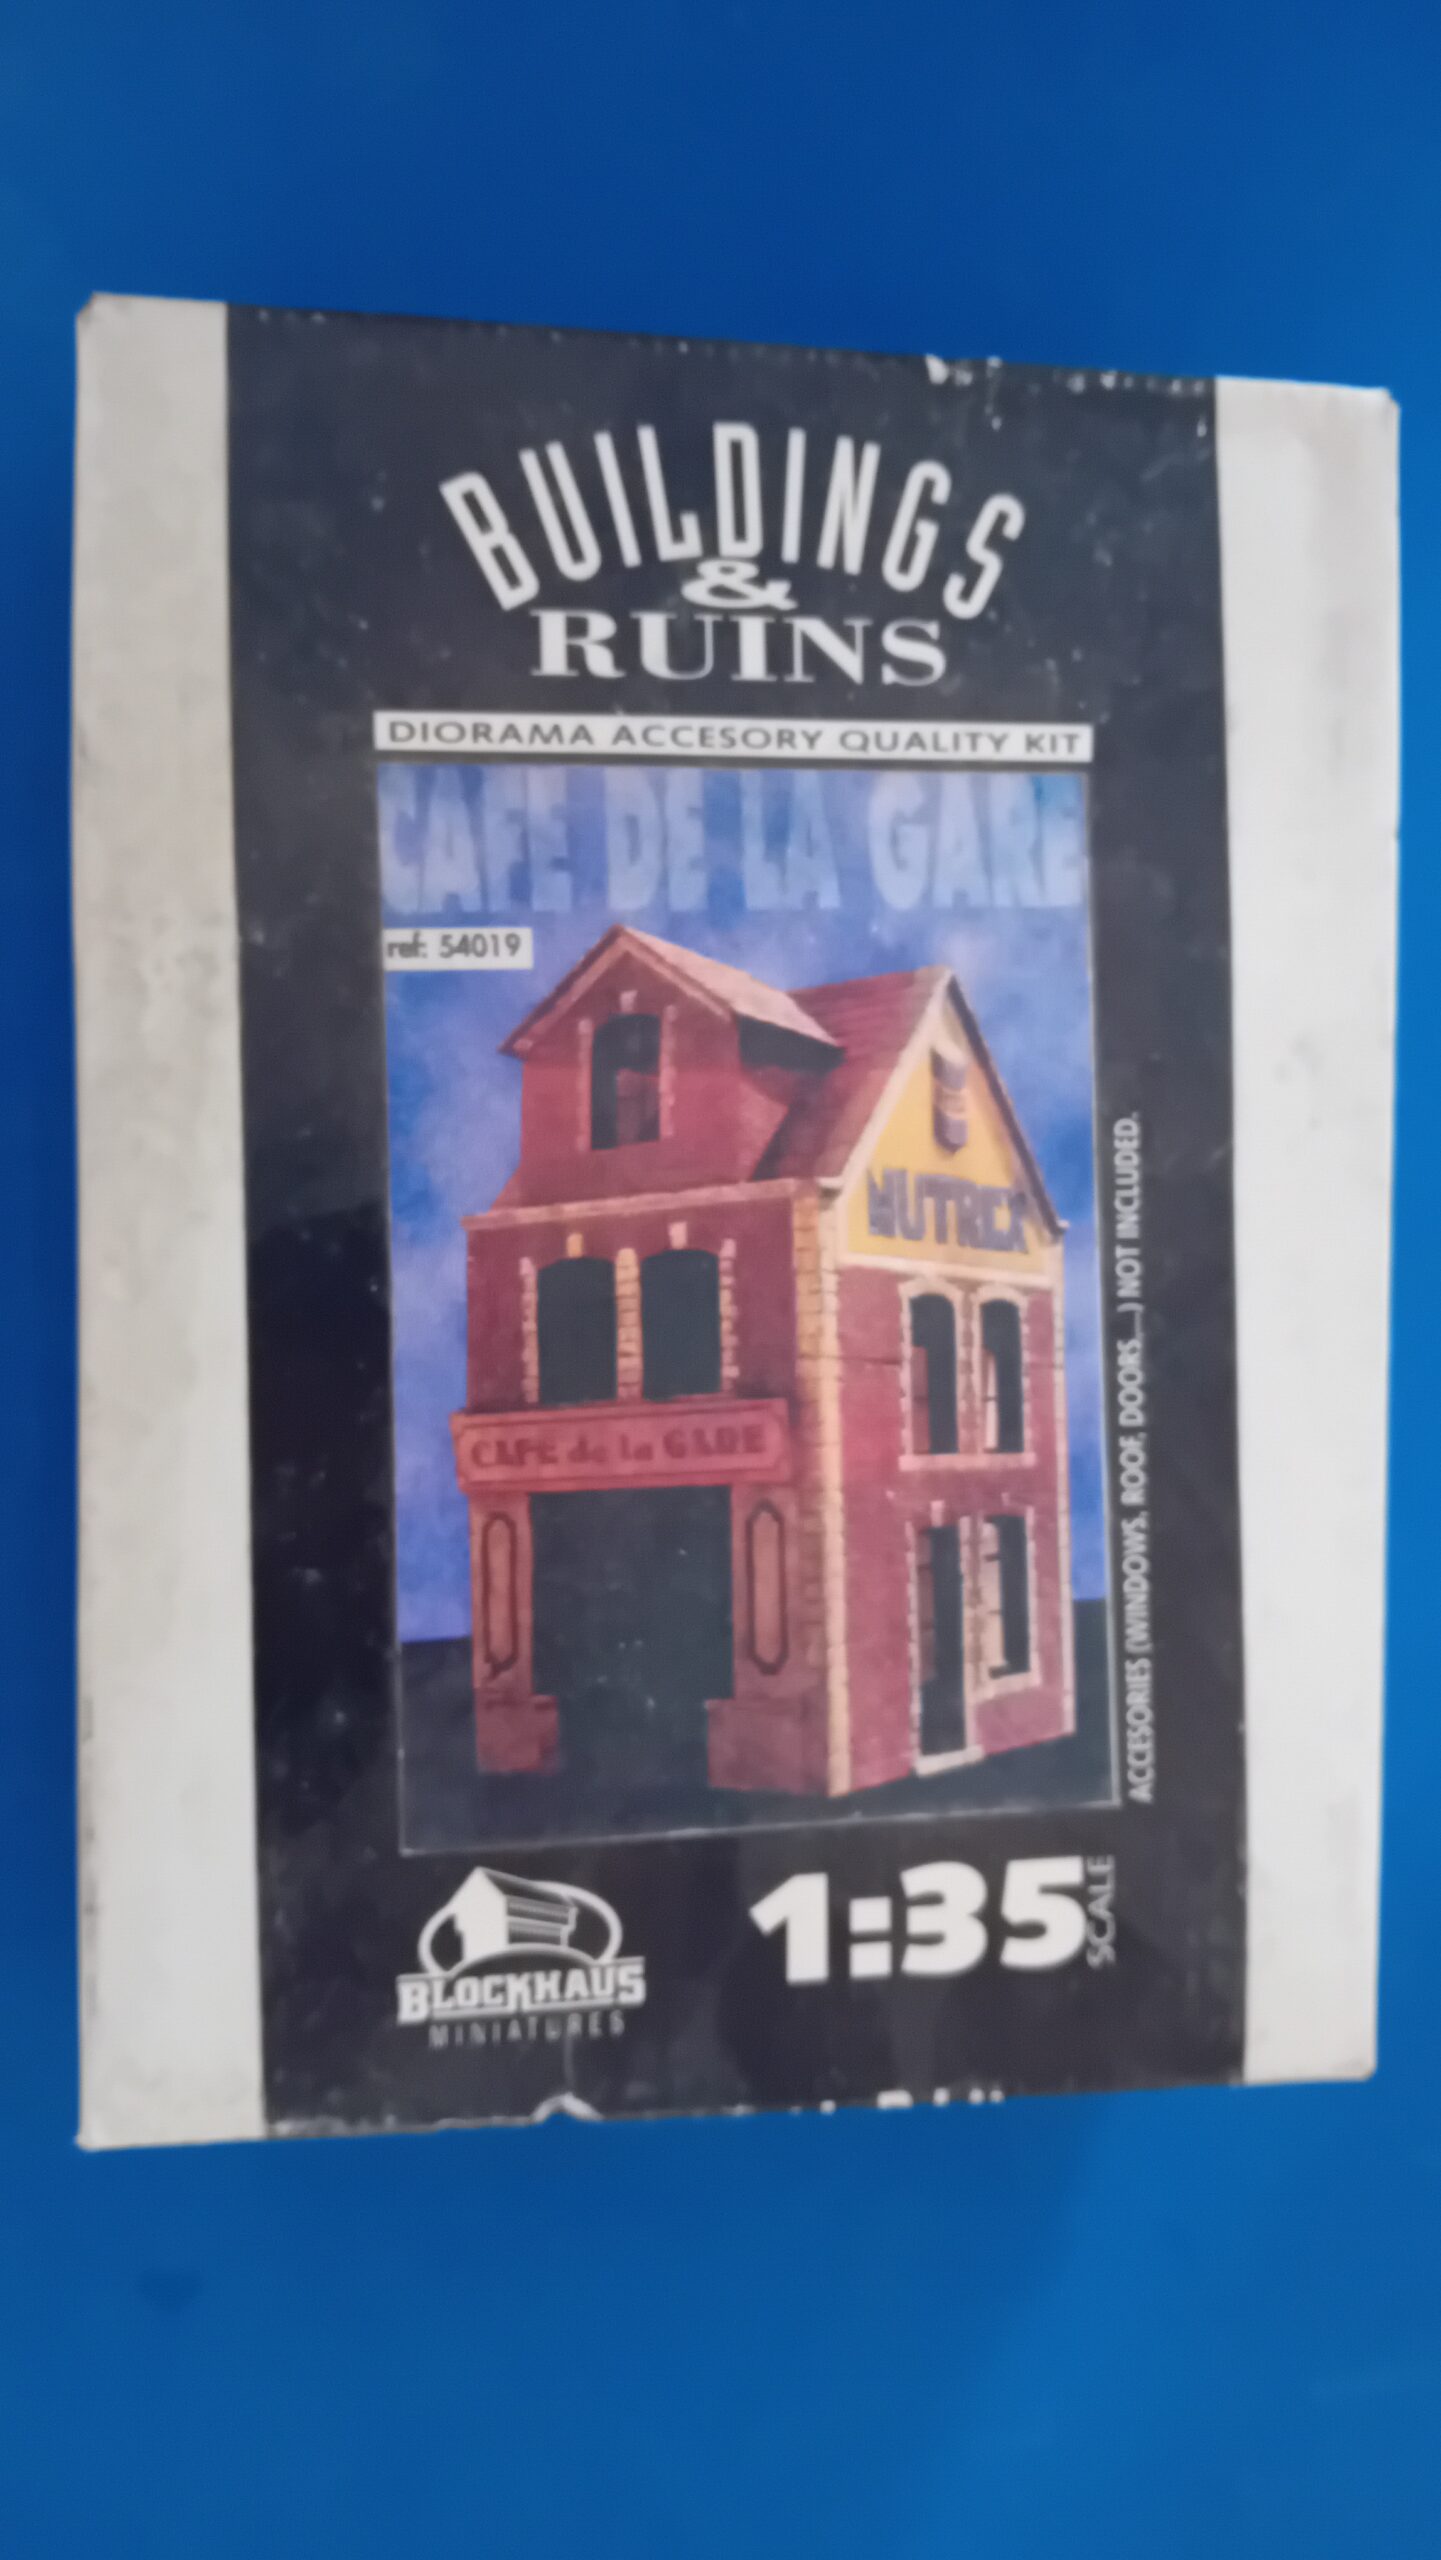 BUILDINGS
&
RUINS
DIORAMA ACCESORY QUALITY KIT
CAFE DE LA GARE
ref: 54019
NUTREX
CAFE de la GARE
ACCESORIES (WINDOWS, ROOF, DOORS,...) NOT INCLUDED.
BLOCKHAUS
MINIATURES
1:35
SCALE